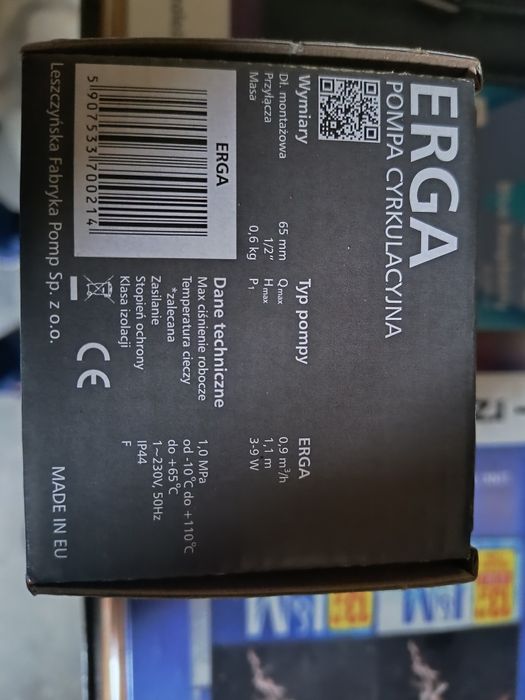 ERGA
POMPA CYRKULACYJNA
Wymiary
Dł. montażowa 65 mm
Przyłącza 1/2"
Masa 0,6 kg
Typ pompy ERGA
Qmax 0,9 m³/h
Hmax 1,1 m
P1 3-9 W
ERGA
5 907533 700214
Dane techniczne
Max ciśnienie robocze 1,0 MPa
Temperatura cieczy od -10°C do +110°C
*zalecana do +65°C
Zasilanie 1~230V, 50Hz
Stopień ochrony IP44
Klasa izolacji F
CE
Leszczyńska Fabryka Pomp Sp. z o.o.
MADE IN EU